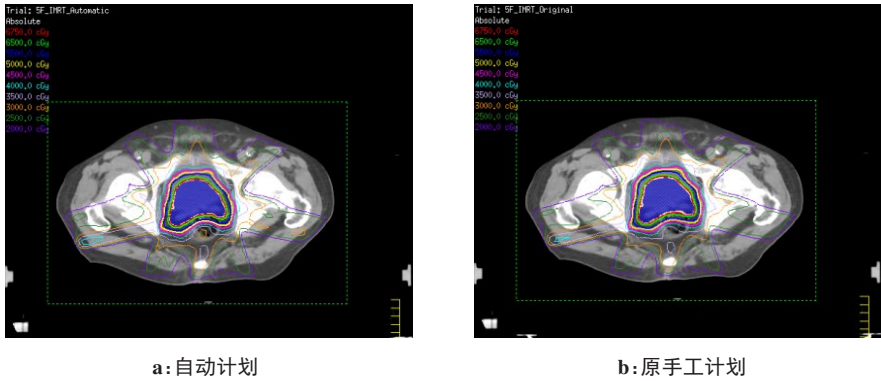 Trial: 5F_IMRT_Automatic
Absolute
6750.0 cGy
6500.0 cGy
5000.0 cGy
4500.0 cGy
4000.0 cGy
3500.0 cGy
3000.0 cGy
2500.0 cGy
2000.0 cGy
a:自动计划
Trial: 5F_IMRT_Original
Absolute
6750.0 cGy
6500.0 cGy
5000.0 cGy
4500.0 cGy
4000.0 cGy
3500.0 cGy
3000.0 cGy
2500.0 cGy
2000.0 cGy
b:原手工计划